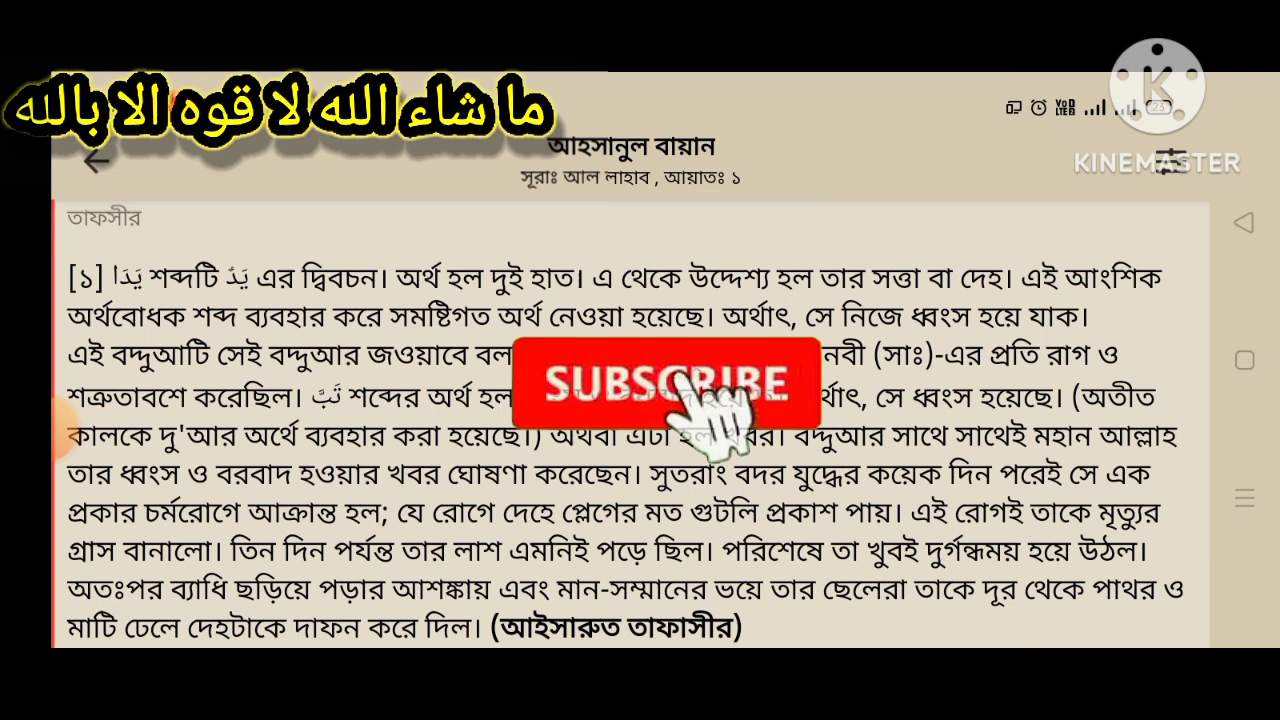 ما شاء الله لا قوه الا بالله
23
KINEMASTER
আহসানুল বায়ান
সূরাঃ আল লাহাব , আয়াতঃ ১
তাফসীর
[১] يَدَا শব্দটি يَدٌ এর দ্বিবচন। অর্থ হল দুই হাত। এ থেকে উদ্দেশ্য হল তার সত্তা বা দেহ। এই আংশিক
অর্থবোধক শব্দ ব্যবহার করে সমষ্টিগত অর্থ নেওয়া হয়েছে। অর্থাৎ, সে নিজে ধ্বংস হয়ে যাক।
এই বদ্দুআটি সেই বদ্দুআর জওয়াবে নবী (সাঃ)-এর প্রতি রাগ ও
SUBSCRIBE
শত্রুতাবশে করেছিল। تَبَّ শব্দের অর্থ হল সে ধ্বংস হয়েছে। (অতীত
কালকে দু'আর অর্থে ব্যবহার করা হয়েছে।) অথবা এটা হল বদ্দুআর সাথে সাথেই মহান আল্লাহ
তার ধ্বংস ও বরবাদ হওয়ার খবর ঘোষণা করেছেন। সুতরাং বদর যুদ্ধের কয়েক দিন পরেই সে এক
প্রকার চর্মরোগে আক্রান্ত হল; যে রোগে দেহে প্লেগের মত গুটলি প্রকাশ পায়। এই রোগই তাকে মৃত্যুর
গ্রাস বানালো। তিন দিন পর্যন্ত তার লাশ এমনিই পড়ে ছিল। পরিশেষে তা খুবই দুর্গন্ধময় হয়ে উঠল।
অতঃপর ব্যাধি ছড়িয়ে পড়ার আশঙ্কায় এবং মান-সম্মানের ভয়ে তার ছেলেরা তাকে দূর থেকে পাথর ও
মাটি ঢেলে দেহটাকে দাফন করে দিল। (আইসারুত তাফাসীর)